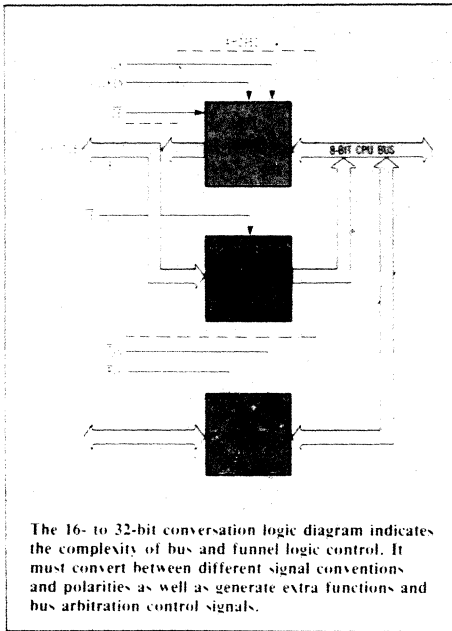 8-BIT CPU BUS
The 16- to 32-bit conversation logic diagram indicates
the complexity of bus and funnel logic control. It
must convert between different signal conventions
and polarities as well as generate extra functions and
bus arbitration control signals.